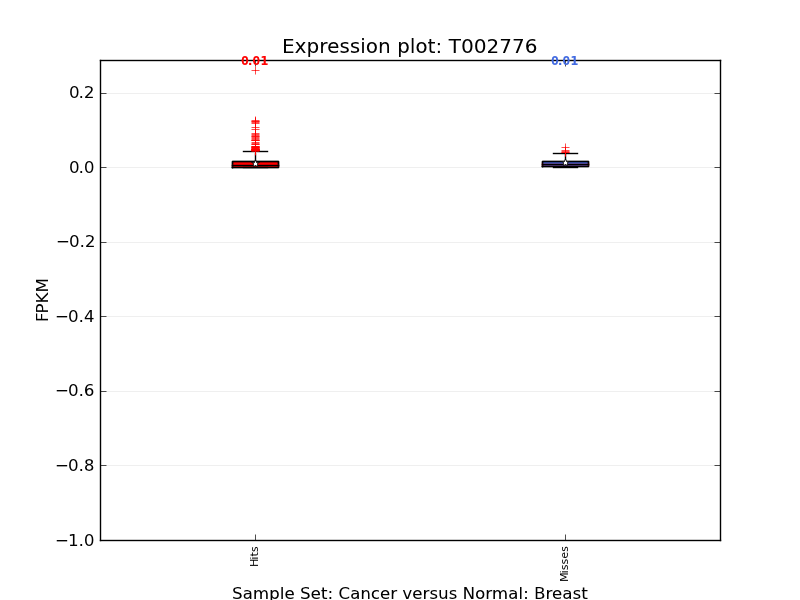 Expression plot: T002776
0.01 0.01
0.2
0.0
−0.2
−0.4
−0.6
−0.8
−1.0
FPKM
Hits
Misses
Sample Set: Cancer versus Normal: Breast